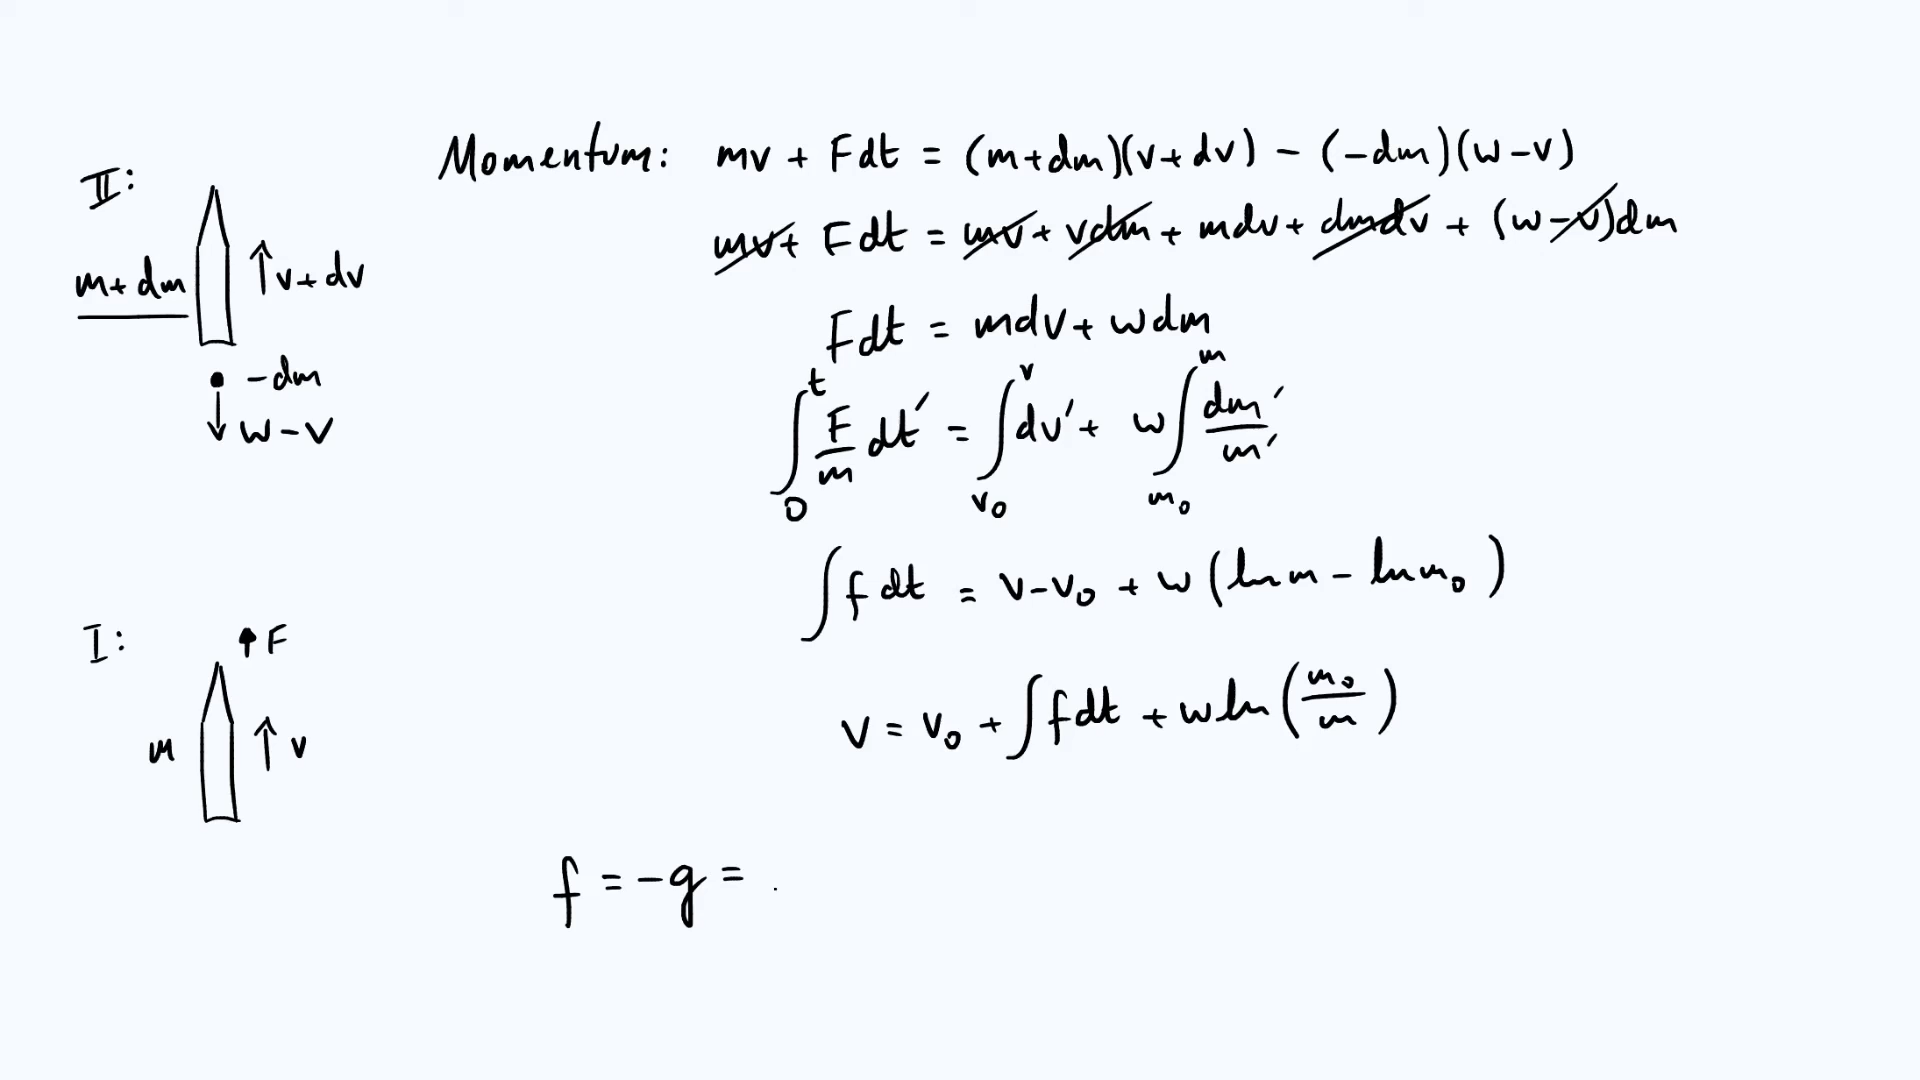 Momentum: mv + Fdt = (m+dm)(v+dv) - (-dm)(w-v)
mv + Fdt = mv + vdm + mdv + dmdv + (w-v)dm
Fdt = mdv + wdm
∫₀ᵗ F/m dt′ = ∫_{v₀}^{v} dv′ + w ∫_{m₀}^{m} dm′/m′
∫ f dt = v - v₀ + w (ln m - ln m₀)
v = v₀ + ∫ f dt + w ln (m₀/m)
f = -g =
II:
m+dm
v+dv
-dm
w-v
I:
F
m
v